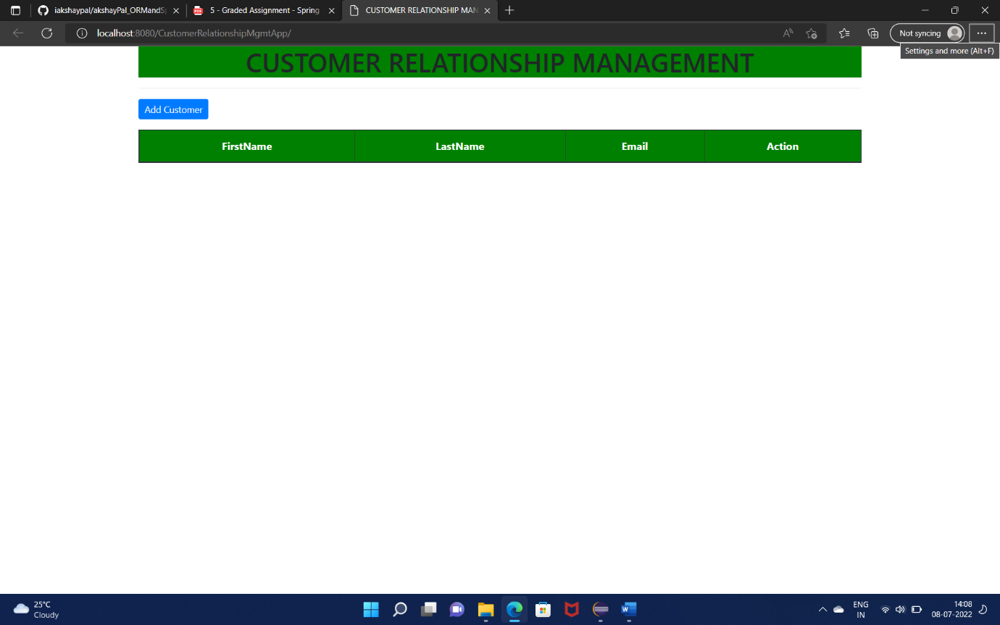 iakshaypal/akshayPal_ORMandSp
5 - Graded Assignment - Spring
CUSTOMER RELATIONSHIP MAN
localhost:8080/CustomerRelationshipMgmtApp/
Not syncing
Settings and more (Alt+F)
CUSTOMER RELATIONSHIP MANAGEMENT
Add Customer
FirstName LastName Email Action
25°C
Cloudy
ENG
IN
14:08
08-07-2022